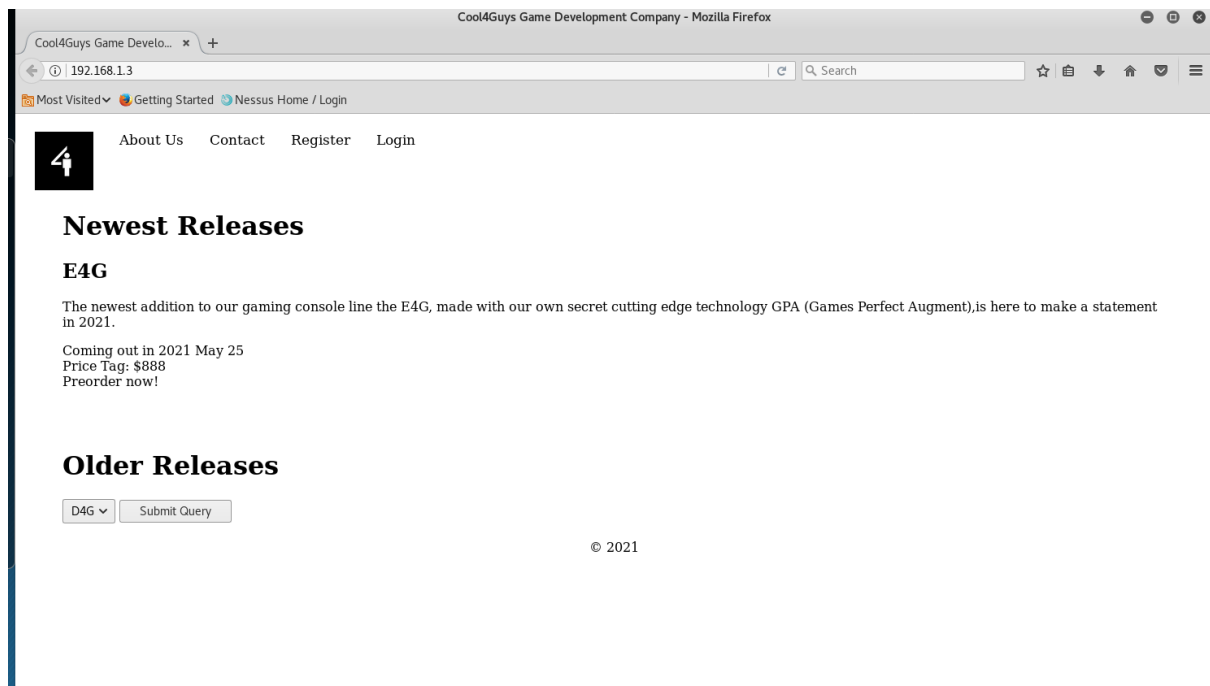 Cool4Guys Game Development Company - Mozilla Firefox
Cool4Guys Game Develo... × +
192.168.1.3
Search
Most Visited Getting Started Nessus Home / Login
4
About Us Contact Register Login
Newest Releases
E4G
The newest addition to our gaming console line the E4G, made with our own secret cutting edge technology GPA (Games Perfect Augment),is here to make a statement
in 2021.
Coming out in 2021 May 25
Price Tag: $888
Preorder now!
Older Releases
D4G Submit Query
© 2021